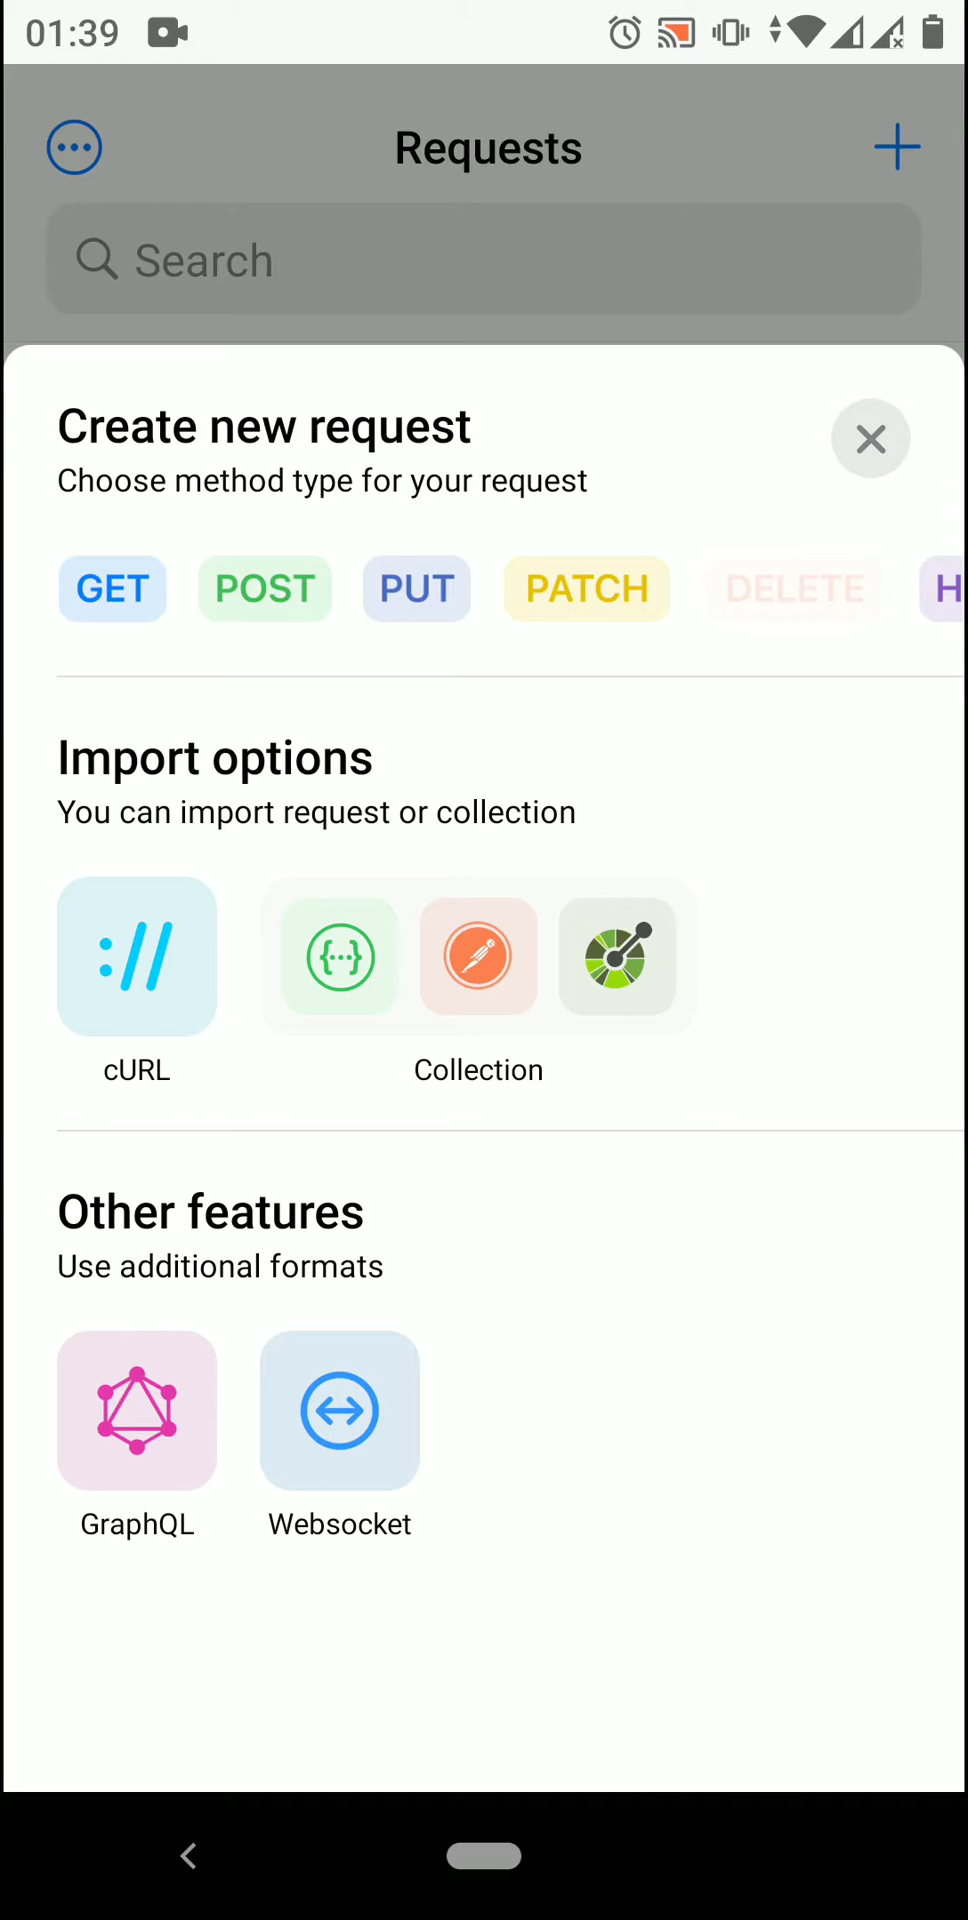 01:39
Requests
Search
Create new request
Choose method type for your request
GET POST PUT PATCH DELETE H
Import options
You can import request or collection
cURL Collection
Other features
Use additional formats
GraphQL Websocket